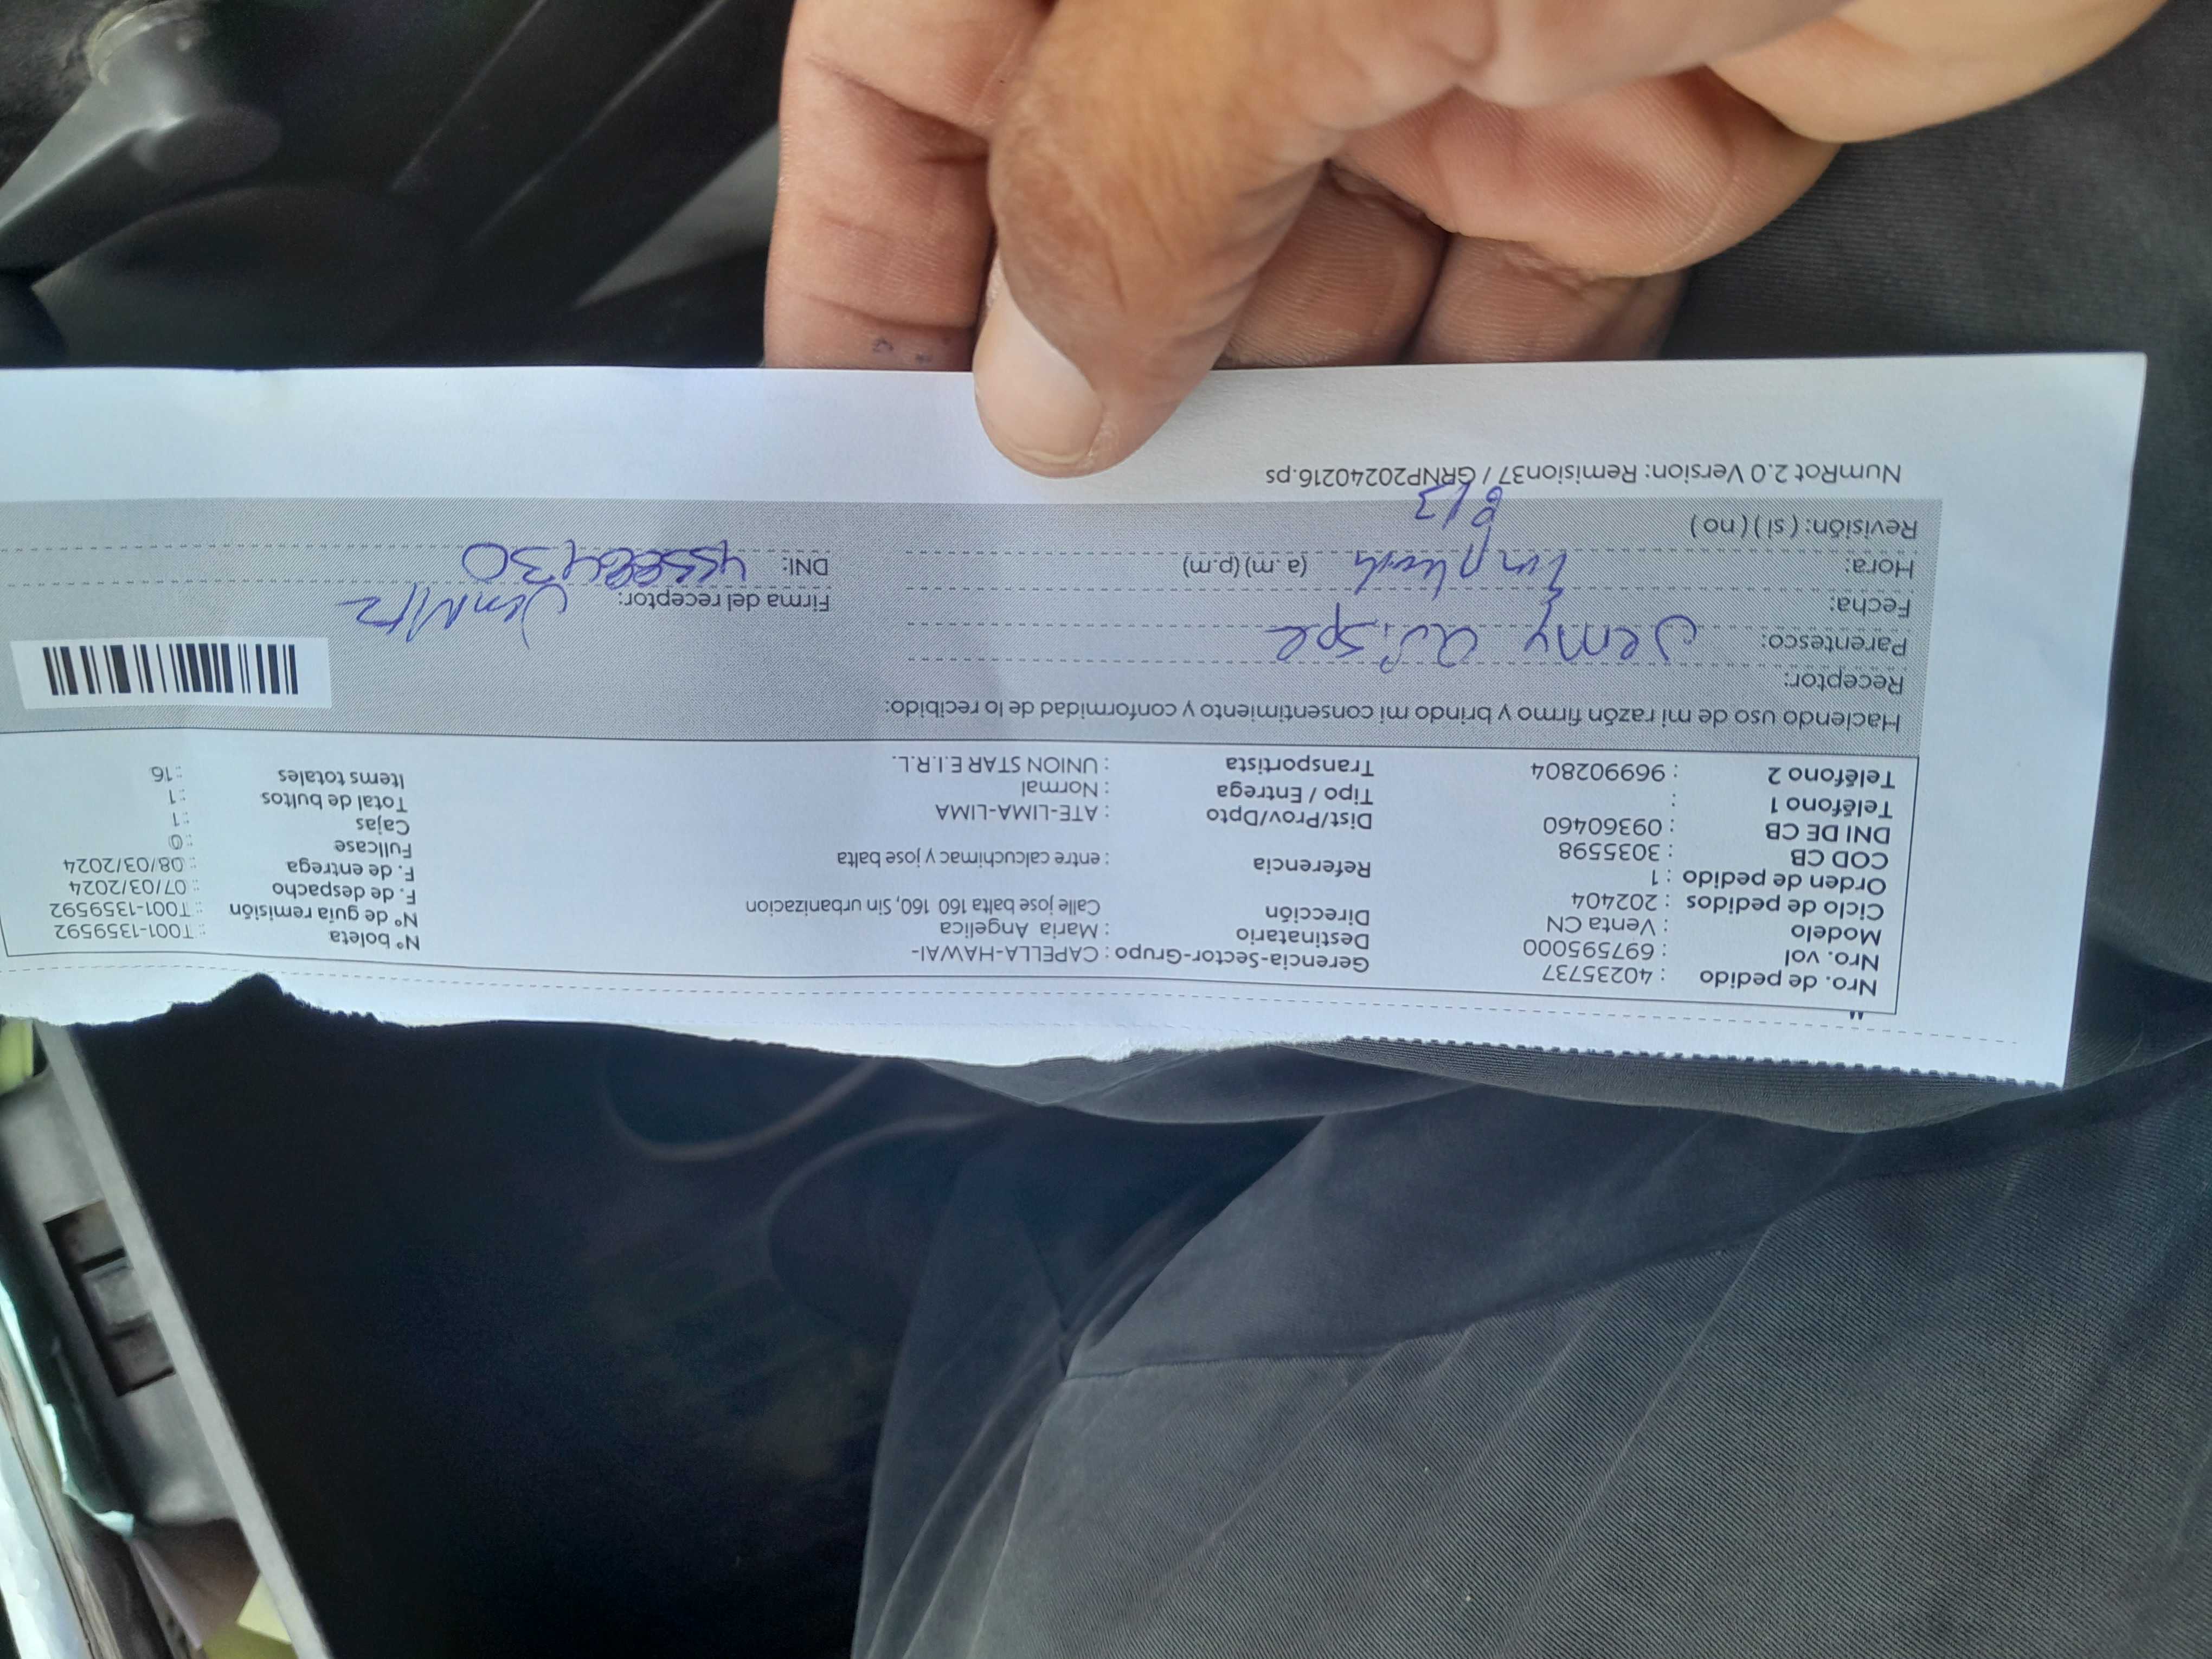 Nro. de pedido : 40235737 Gerencia-Sector-Grupo : CAPELLA-HAWAI- Nº boleta : T001-1359592
Nro. vol : 697595000 Destinatario : Maria Angelica Nº de guía remisión : T001-1359592
Modelo : Venta CN Dirección Calle jose balta 160 160, Sin urbanizacion F. de despacho : 07/03/2024
Ciclo de pedidos : 202404 F. de entrega : 08/03/2024
Orden de pedido : 1 Referencia : entre calcuchimac y jose balta Fullcase : 0
COD CB : 3035598 Cajas : 1
DNI DE CB : 09360460 Dist/Prov/Dpto : ATE-LIMA-LIMA Total de bultos : 1
Teléfono 1 : Tipo / Entrega : Normal Items totales : 16
Teléfono 2 : 969902804 Transportista : UNION STAR E.I.R.L.
Haciendo uso de mi razón firmo y brindo mi consentimiento y conformidad de lo recibido:
Receptor:
Parentesco:
Fecha: Firma del receptor:
Hora: (a.m) (p.m) DNI:
Revisión: ( si ) ( no ) 8/3
NumRot 2.0 Version: Remision37 / GRNP20240216.ps